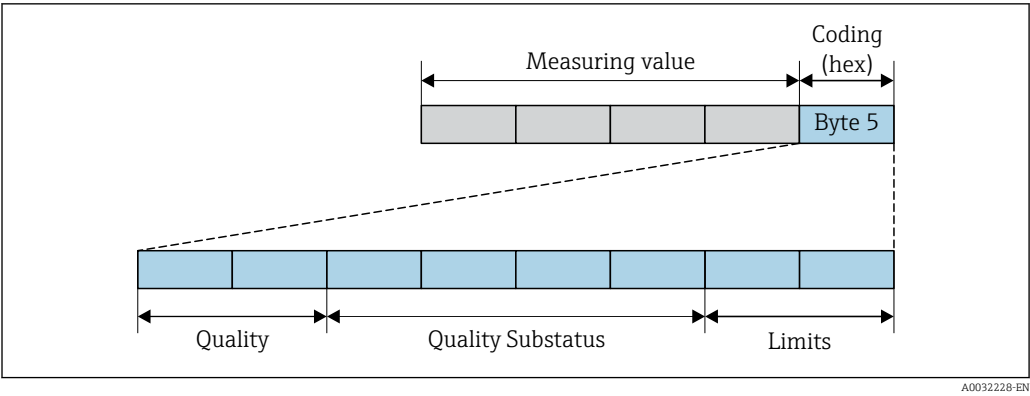 Coding
(hex)
Measuring value
Byte 5
Quality
Quality Substatus
Limits
A0032228-EN